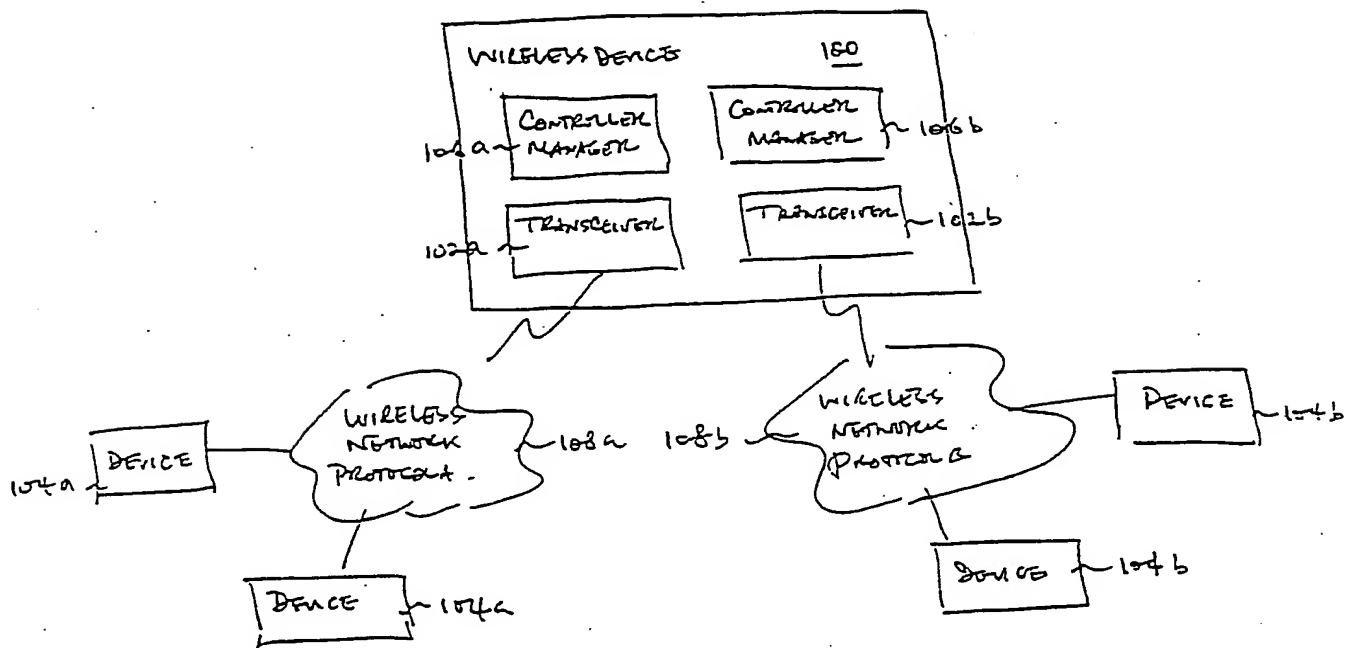 WIRELESS DEVICE 100
CONTROLLER
MANAGER
106a
CONTROLLER
MANAGER
106b
TRANSCEIVER
102a
TRANSCEIVER
102b
WIRELESS
NETWORK
PROTOCOL A.
108a
108b
WIRELESS
NETWORK
PROTOCOL B
DEVICE
104b
DEVICE
104a
DEVICE
104b
DEVICE
104a